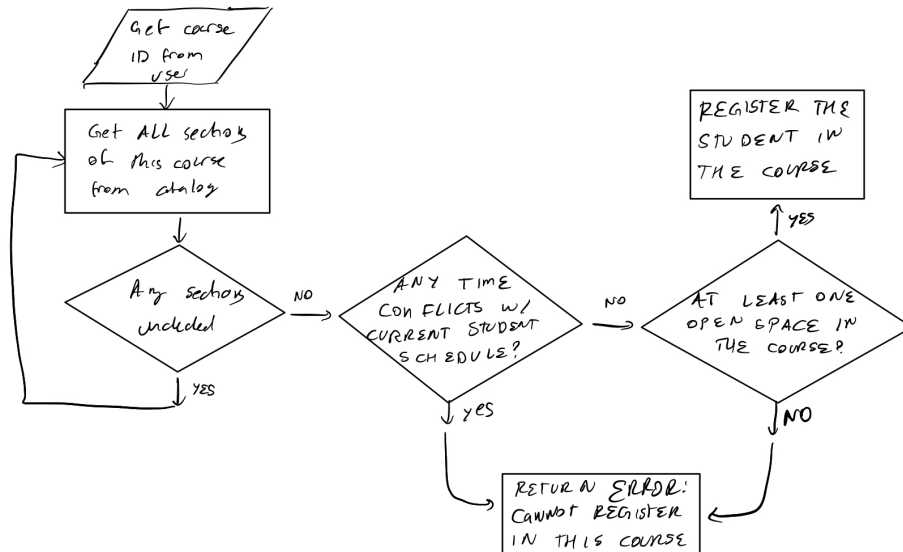 Get course
ID from
user
Get ALL sections
of this course
from catalog
Any sections
NO
YES
ANY TIME
CONFLICTS W/
CURRENT STUDENT
SCHEDULE?
NO
yes
AT LEAST ONE
OPEN SPACE IN
THE COURSE?
YES
NO
REGISTER THE
STUDENT IN
THE COURSE
RETURN ERROR:
CANNOT REGISTER
IN THIS COURSE